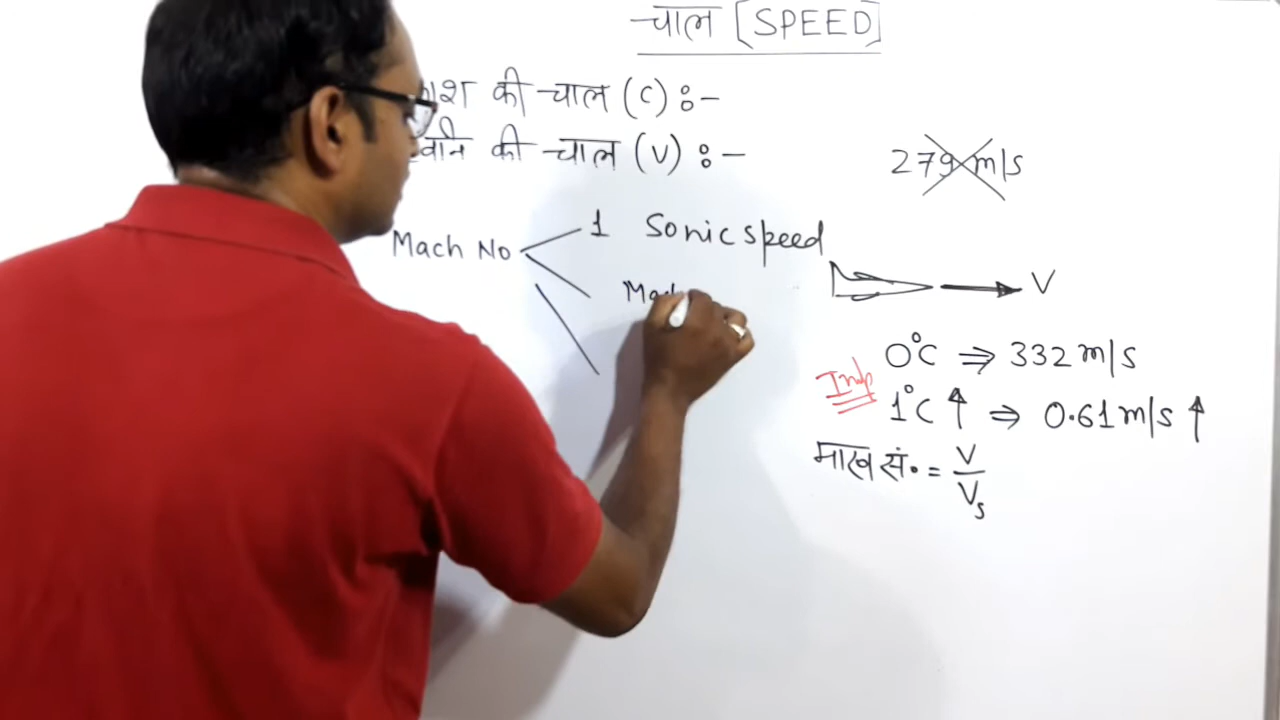 चाल [SPEED]
की चाल (C) :-
की चाल (V) :-
279 m/s
Mach No
1 Sonic speed
V
0°C ⇒ 332 m/s
Imp
1°C ↑ ⇒ 0.61 m/s ↑
माख सं. = V/Vs